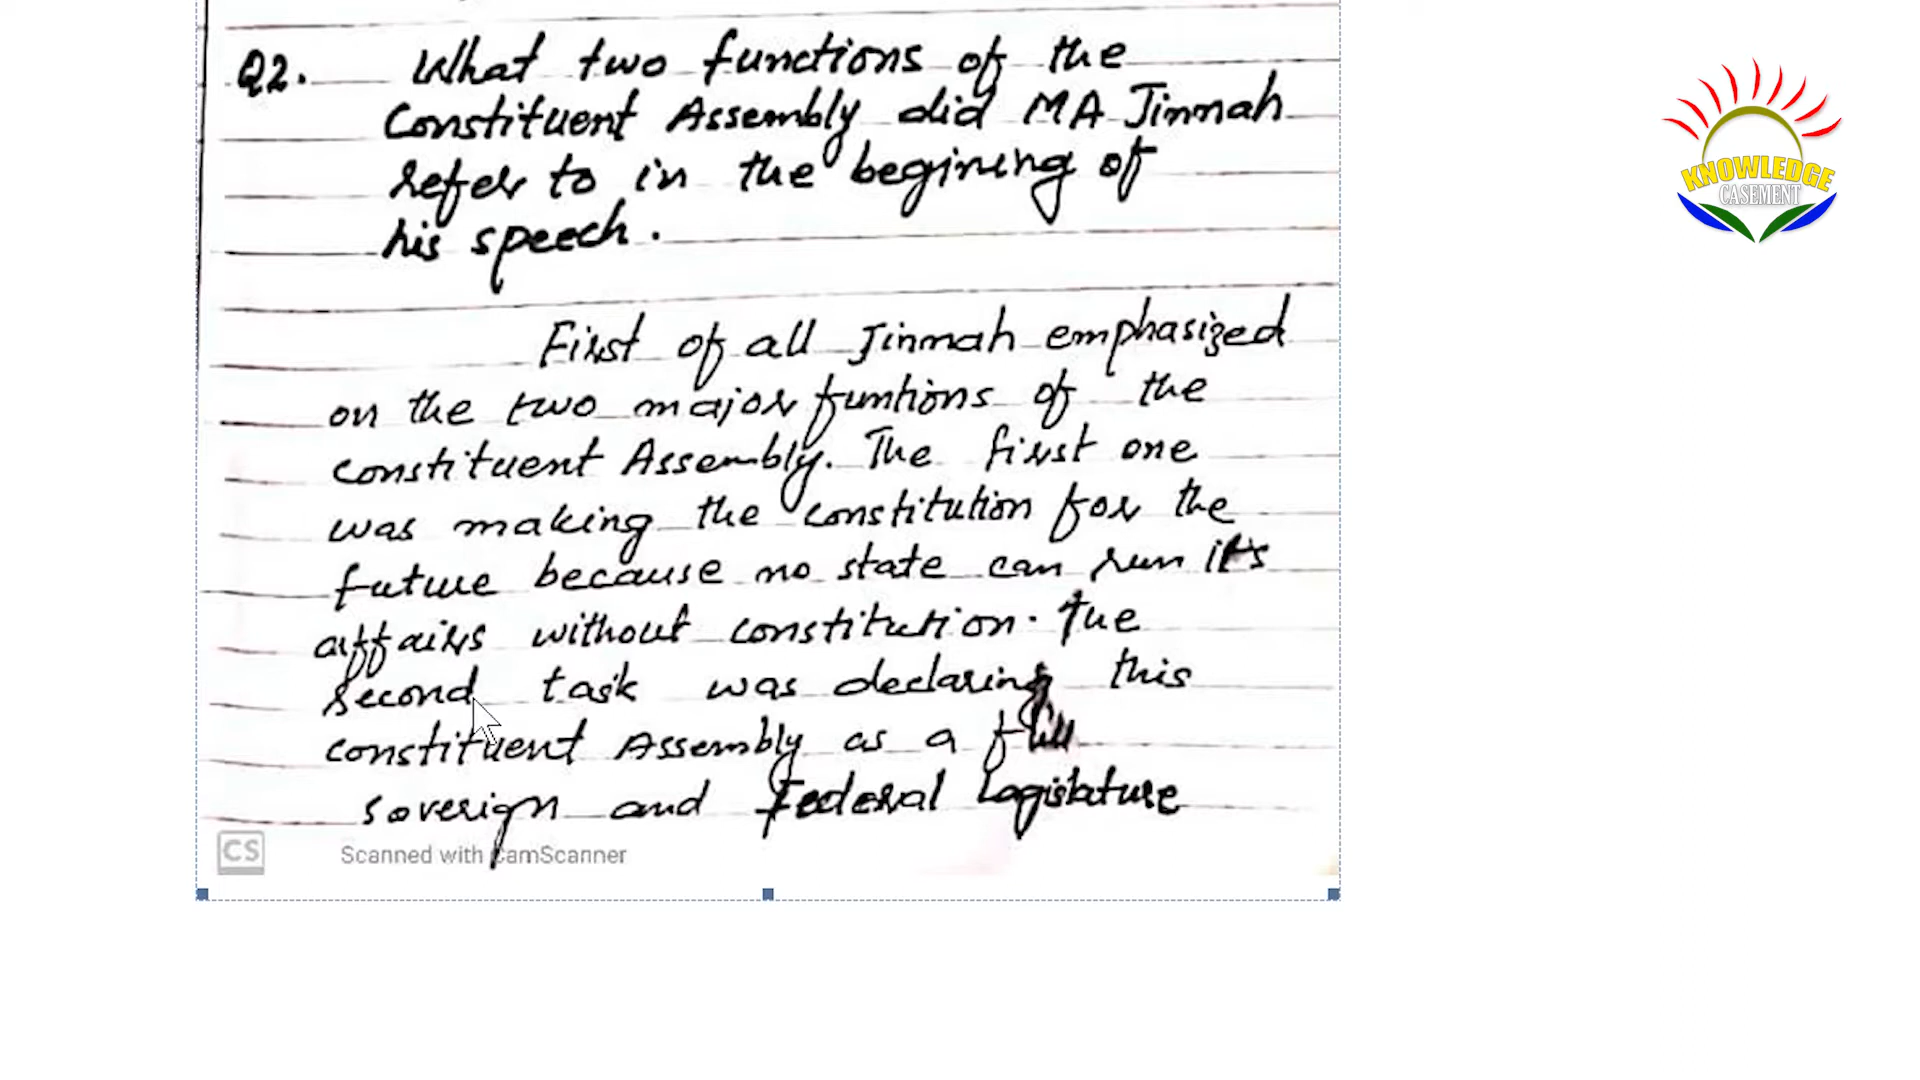 Q2. What two functions of the
Constituent Assembly did MA Jinnah
refer to in the begining of
his speech.
First of all Jinnah emphasized
on the two major funtions of the
constituent Assembly. The first one
was making the constitution for the
future because no state can run it's
affairs without constitution. The
second task was declaring this
constituent Assembly as a full
soverign and Federal Legislature
CS Scanned with CamScanner
KNOWLEDGE
CASEMENT